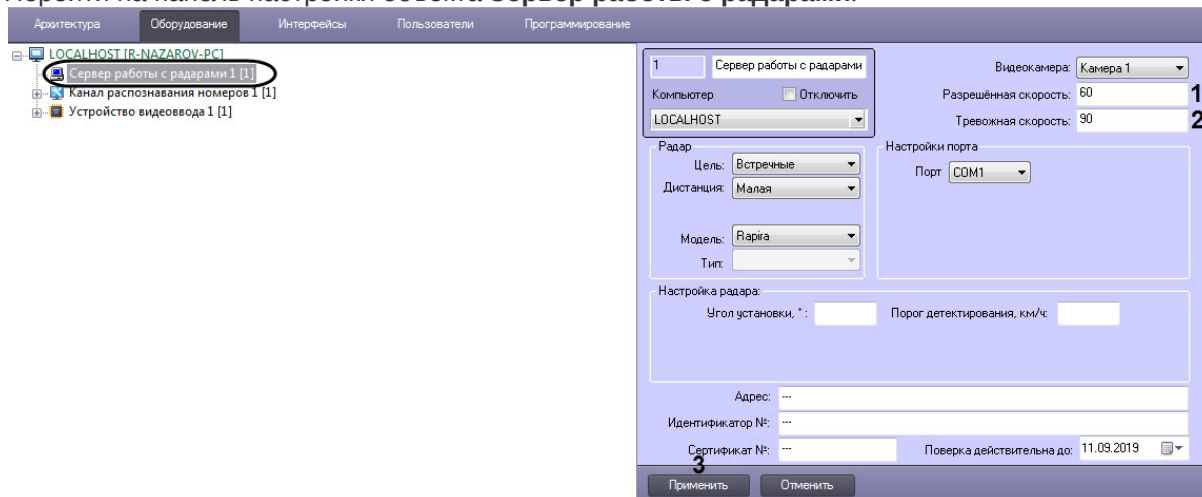 Перейти на панель настройки объекта Сервер работы с радарами.
Архитектура Оборудование Интерфейсы Пользователи Программирование
LOCALHOST [R-NAZAROV-PC]
Сервер работы с радарами 1 [1]
Канал распознавания номеров 1 [1]
Устройство видеоввода 1 [1]
1 Сервер работы с радарами
Компьютер Отключить
LOCALHOST
Видеокамера: Камера 1
Разрешённая скорость: 60 1
Тревожная скорость: 90 2
Радар
Цель: Встречные
Дистанция: Малая
Модель: Rapira
Тип:
Настройки порта
Порт COM1
Настройка радара:
Угол установки, °: Порог детектирования, км/ч:
Адрес: ---
Идентификатор №: ---
Сертификат №: --- Поверка действительна до: 11.09.2019
3
Применить Отменить